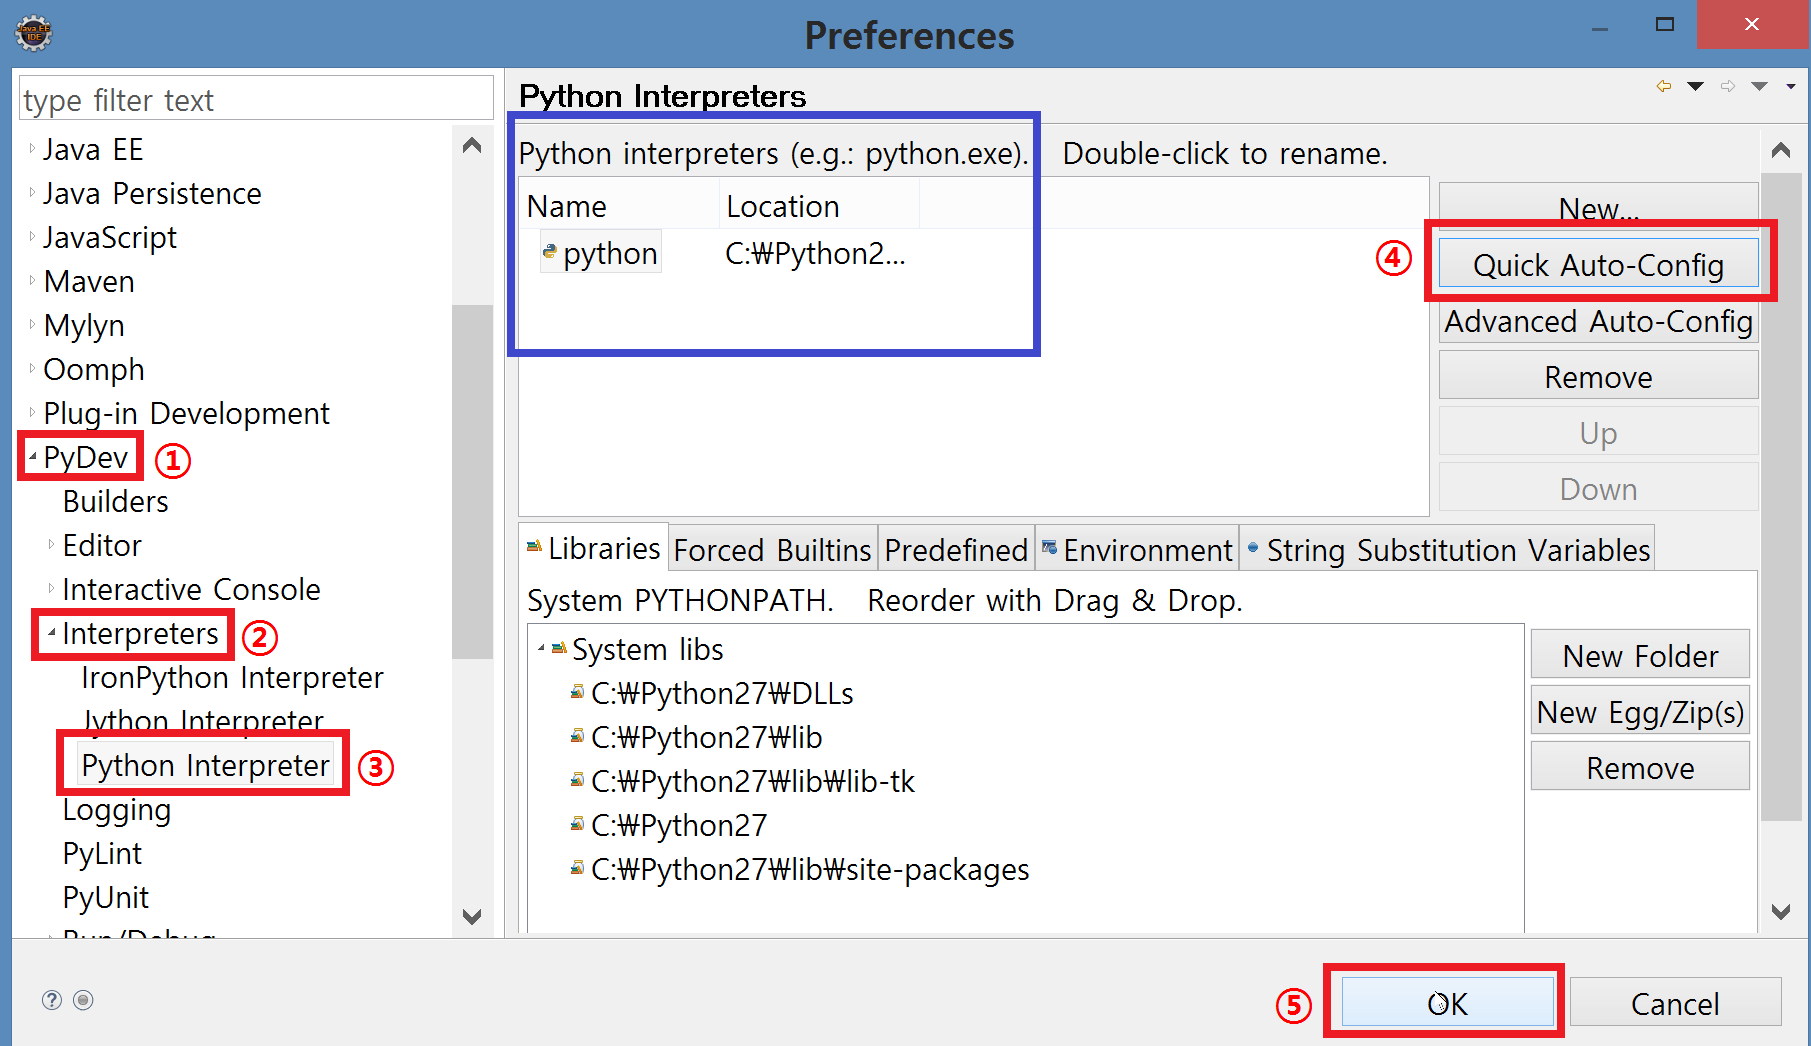 Java EE
IDE
Preferences
type filter text
Java EE
Java Persistence
JavaScript
Maven
Mylyn
Oomph
Plug-in Development
PyDev ①
Builders
Editor
Interactive Console
Interpreters ②
IronPython Interpreter
Jython Interpreter
Python Interpreter ③
Logging
PyLint
PyUnit
Run/Debug
Python Interpreters
Python interpreters (e.g.: python.exe). Double-click to rename.
Name Location
python C:₩Python2...
New...
④ Quick Auto-Config
Advanced Auto-Config
Remove
Up
Down
Libraries Forced Builtins Predefined Environment String Substitution Variables
System PYTHONPATH. Reorder with Drag & Drop.
System libs
C:₩Python27₩DLLs
C:₩Python27₩lib
C:₩Python27₩lib₩lib-tk
C:₩Python27
C:₩Python27₩lib₩site-packages
New Folder
New Egg/Zip(s)
Remove
?
⑤ OK Cancel